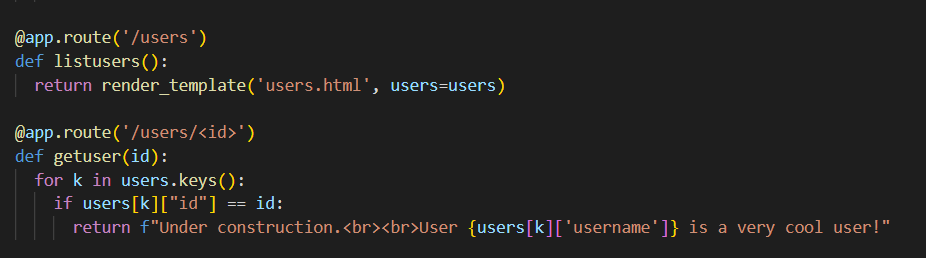 @app.route('/users')
def listusers():
  return render_template('users.html', users=users)

@app.route('/users/<id>')
def getuser(id):
  for k in users.keys():
    if users[k]["id"] == id:
      return f"Under construction.<br><br>User {users[k]['username']} is a very cool user!"